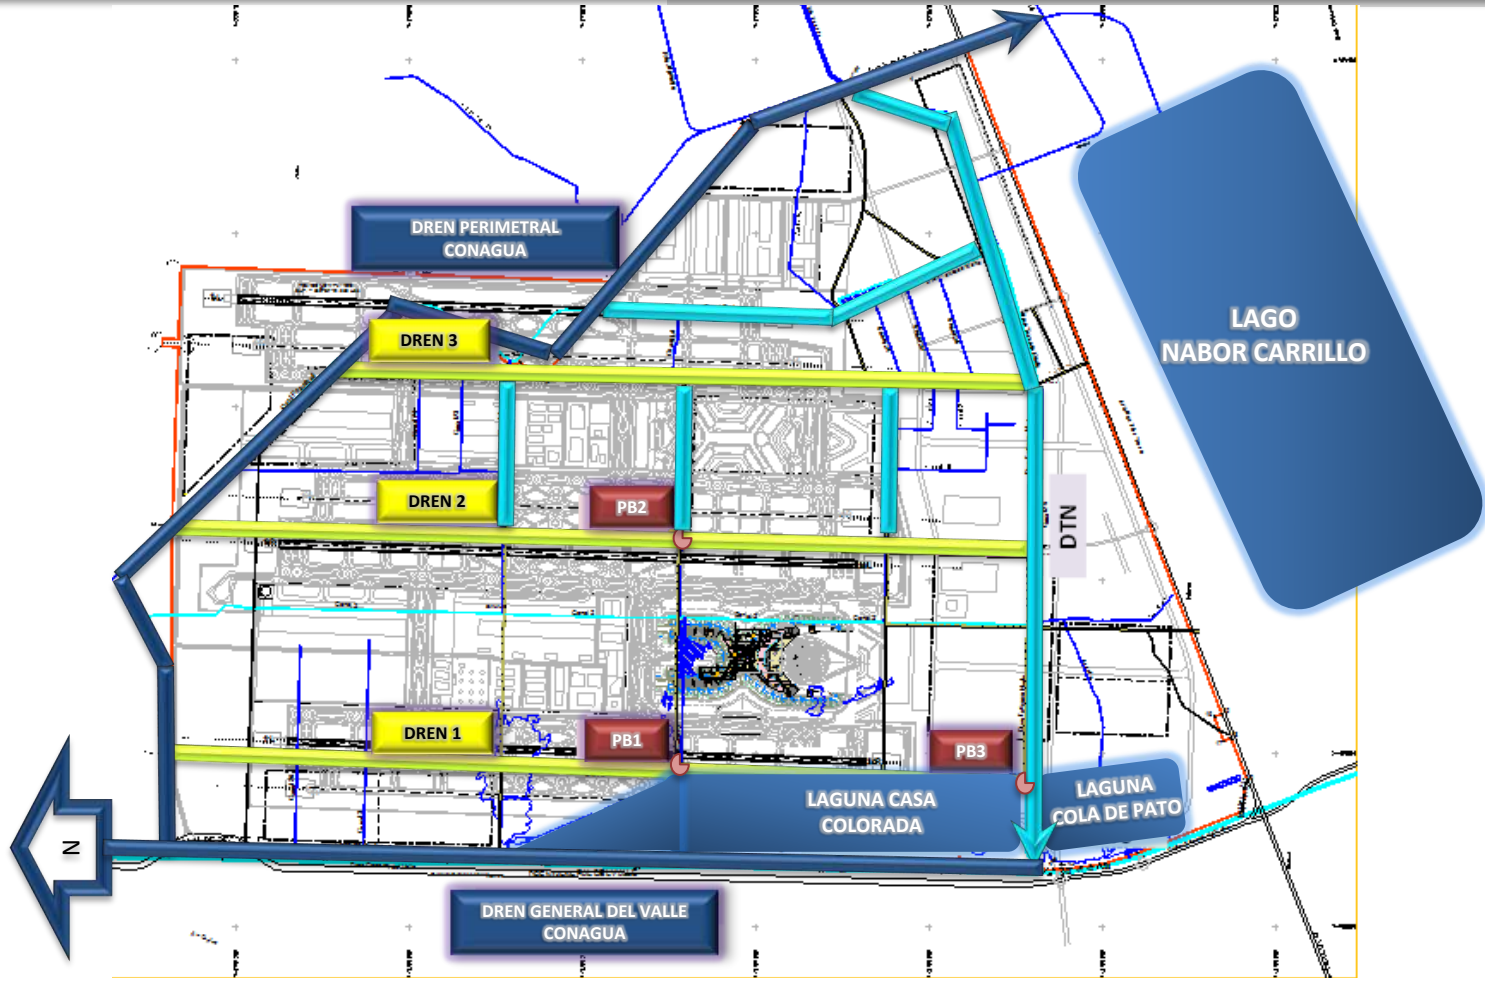 DREN PERIMETRAL
CONAGUA
LAGO
NABOR CARRILLO
DREN 3
DREN 2
PB2
DTN
DREN 1
PB1
PB3
LAGUNA CASA
COLORADA
LAGUNA
COLA DE PATO
N
DREN GENERAL DEL VALLE
CONAGUA